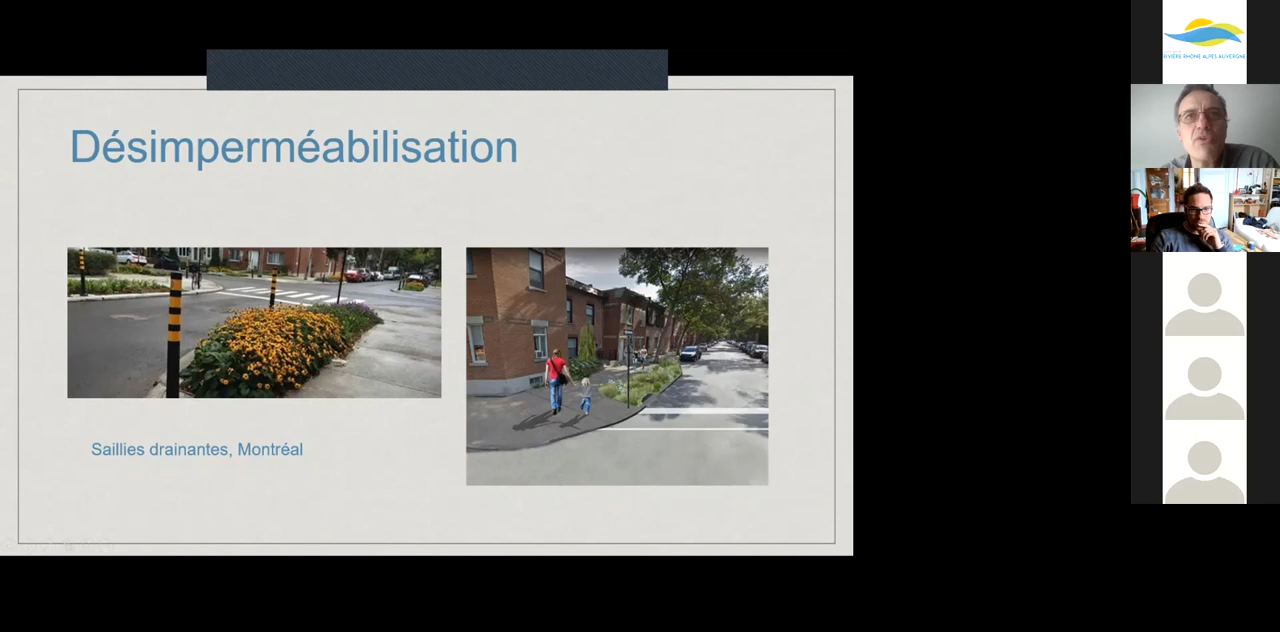 Désimperméabilisation
Saillies drainantes, Montréal
RIVIÈRE RHÔNE ALPES AUVERGNE